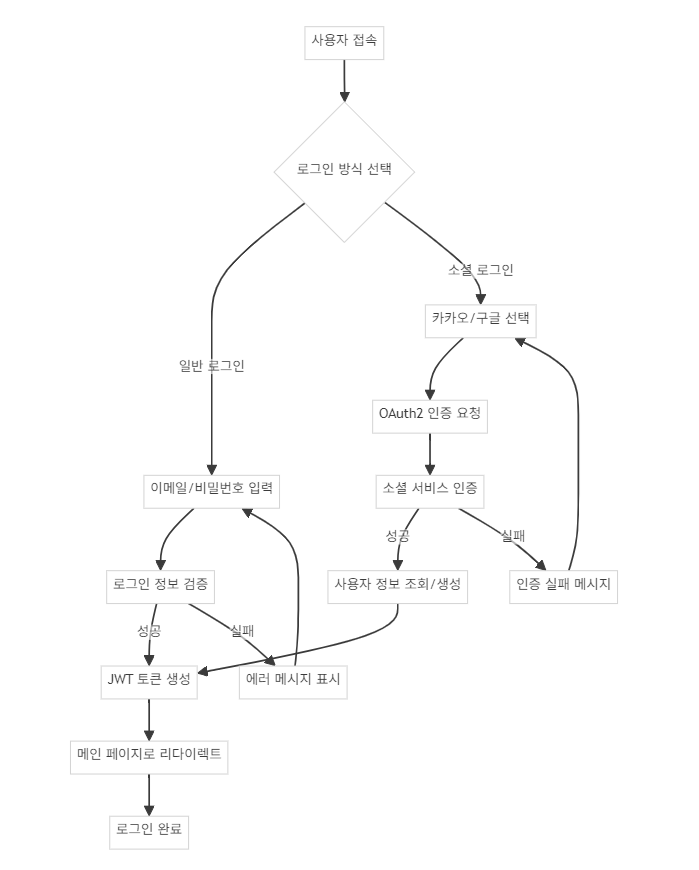 사용자 접속
로그인 방식 선택
소셜 로그인
카카오/구글 선택
일반 로그인
OAuth2 인증 요청
이메일/비밀번호 입력
소셜 서비스 인증
성공
실패
로그인 정보 검증
사용자 정보 조회/생성
인증 실패 메시지
성공
실패
JWT 토큰 생성
에러 메시지 표시
메인 페이지로 리다이렉트
로그인 완료